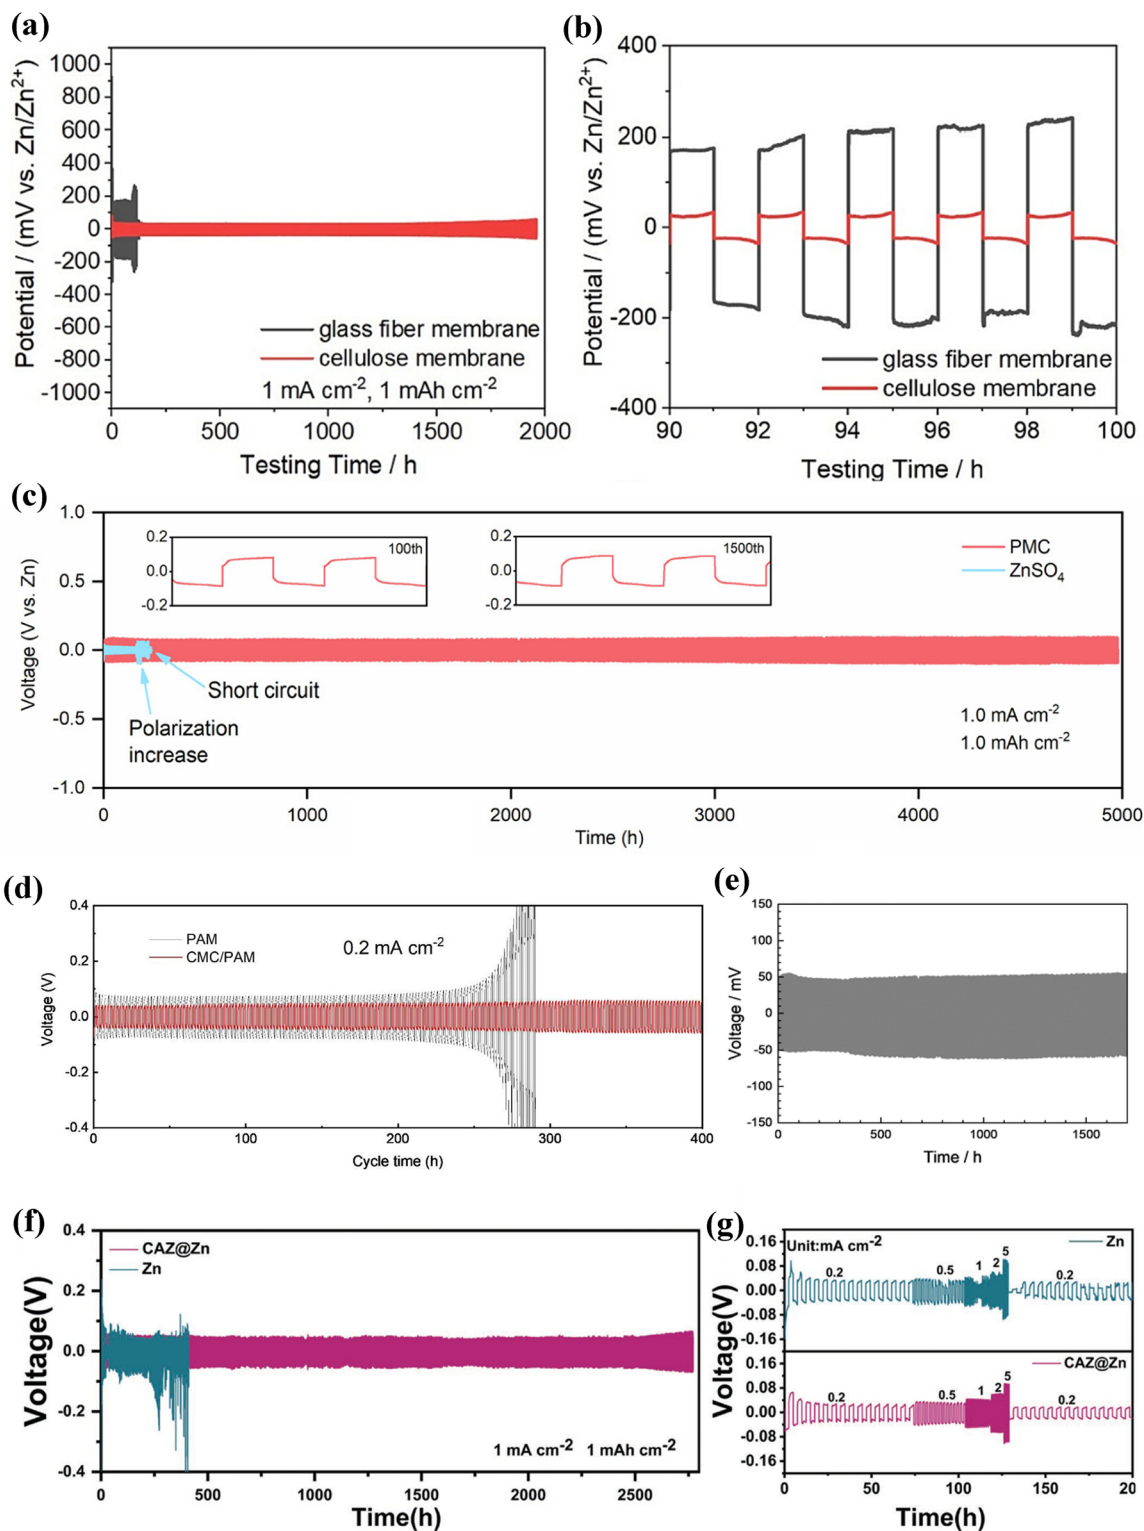 (a)
1000
800
600
400
200
0
-200
-400
-600
-800
-1000
Potential / (mV vs. Zn/Zn2+)
glass fiber membrane
cellulose membrane
1 mA cm-2, 1 mAh cm-2
0 500 1000 1500 2000
Testing Time / h
(b)
400
200
0
-200
-400
Potential / (mV vs. Zn/Zn2+)
glass fiber membrane
cellulose membrane
90 92 94 96 98 100
Testing Time / h
(c)
1.0
0.5
0.0
-0.5
-1.0
Voltage (V vs. Zn)
0.2
0.0
-0.2
100th
0.2
0.0
-0.2
1500th
PMC
ZnSO4
Short circuit
Polarization
increase
1.0 mA cm-2
1.0 mAh cm-2
0 1000 2000 3000 4000 5000
Time (h)
(d)
0.4
0.2
0.0
-0.2
-0.4
Voltage (V)
PAM
CMC/PAM
0.2 mA cm-2
0 100 200 300 400
Cycle time (h)
(e)
150
100
50
0
-50
-100
-150
Voltage / mV
0 500 1000 1500
Time / h
(f)
0.4
0.2
0.0
-0.2
-0.4
Voltage(V)
CAZ@Zn
Zn
1 mA cm-2 1 mAh cm-2
0 500 1000 1500 2000 2500
Time(h)
(g)
0.16
0.08
0.00
-0.08
-0.16
Voltage(V)
Unit:mA cm-2
Zn
0.2 0.5 1 2 5 0.2
0.16
0.08
0.00
-0.08
-0.16
CAZ@Zn
0.2 0.5 1 2 5 0.2
0 50 100 150 20
Time(h)